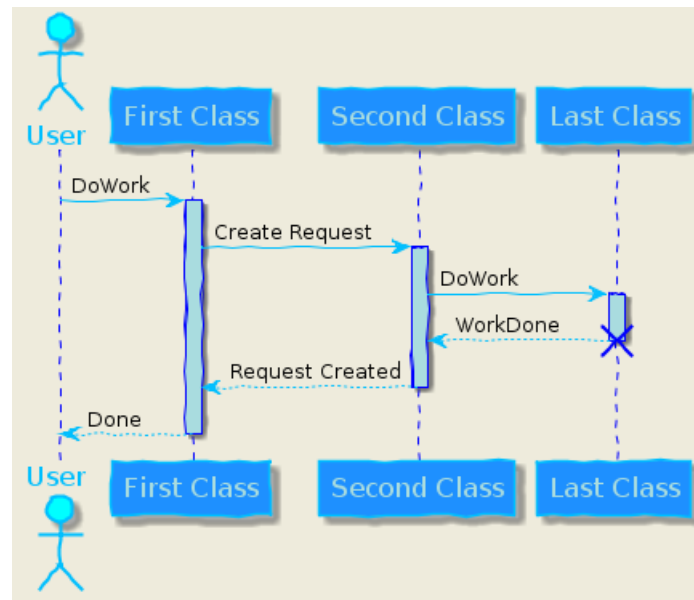 User
First Class
Second Class
Last Class
DoWork
Create Request
DoWork
WorkDone
Request Created
Done
User
First Class
Second Class
Last Class